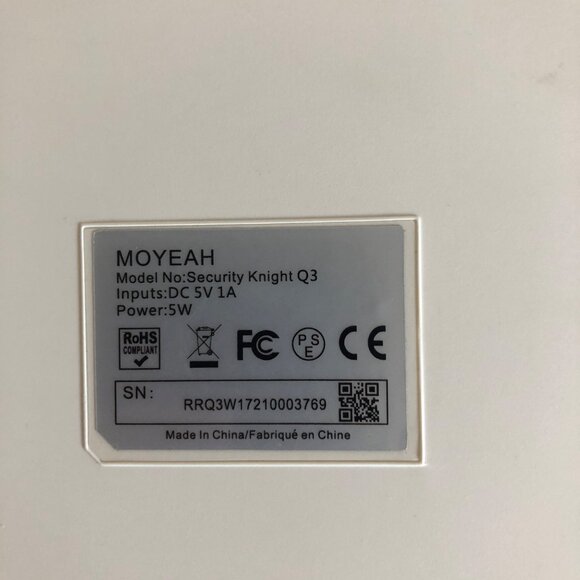 MOYEAH
Model No:Security Knight Q3
Inputs:DC 5V 1A
Power:5W
RoHS
COMPLIANT
FC
PSE
CE
SN:
RRQ3W17210003769
Made In China/Fabriqué en Chine